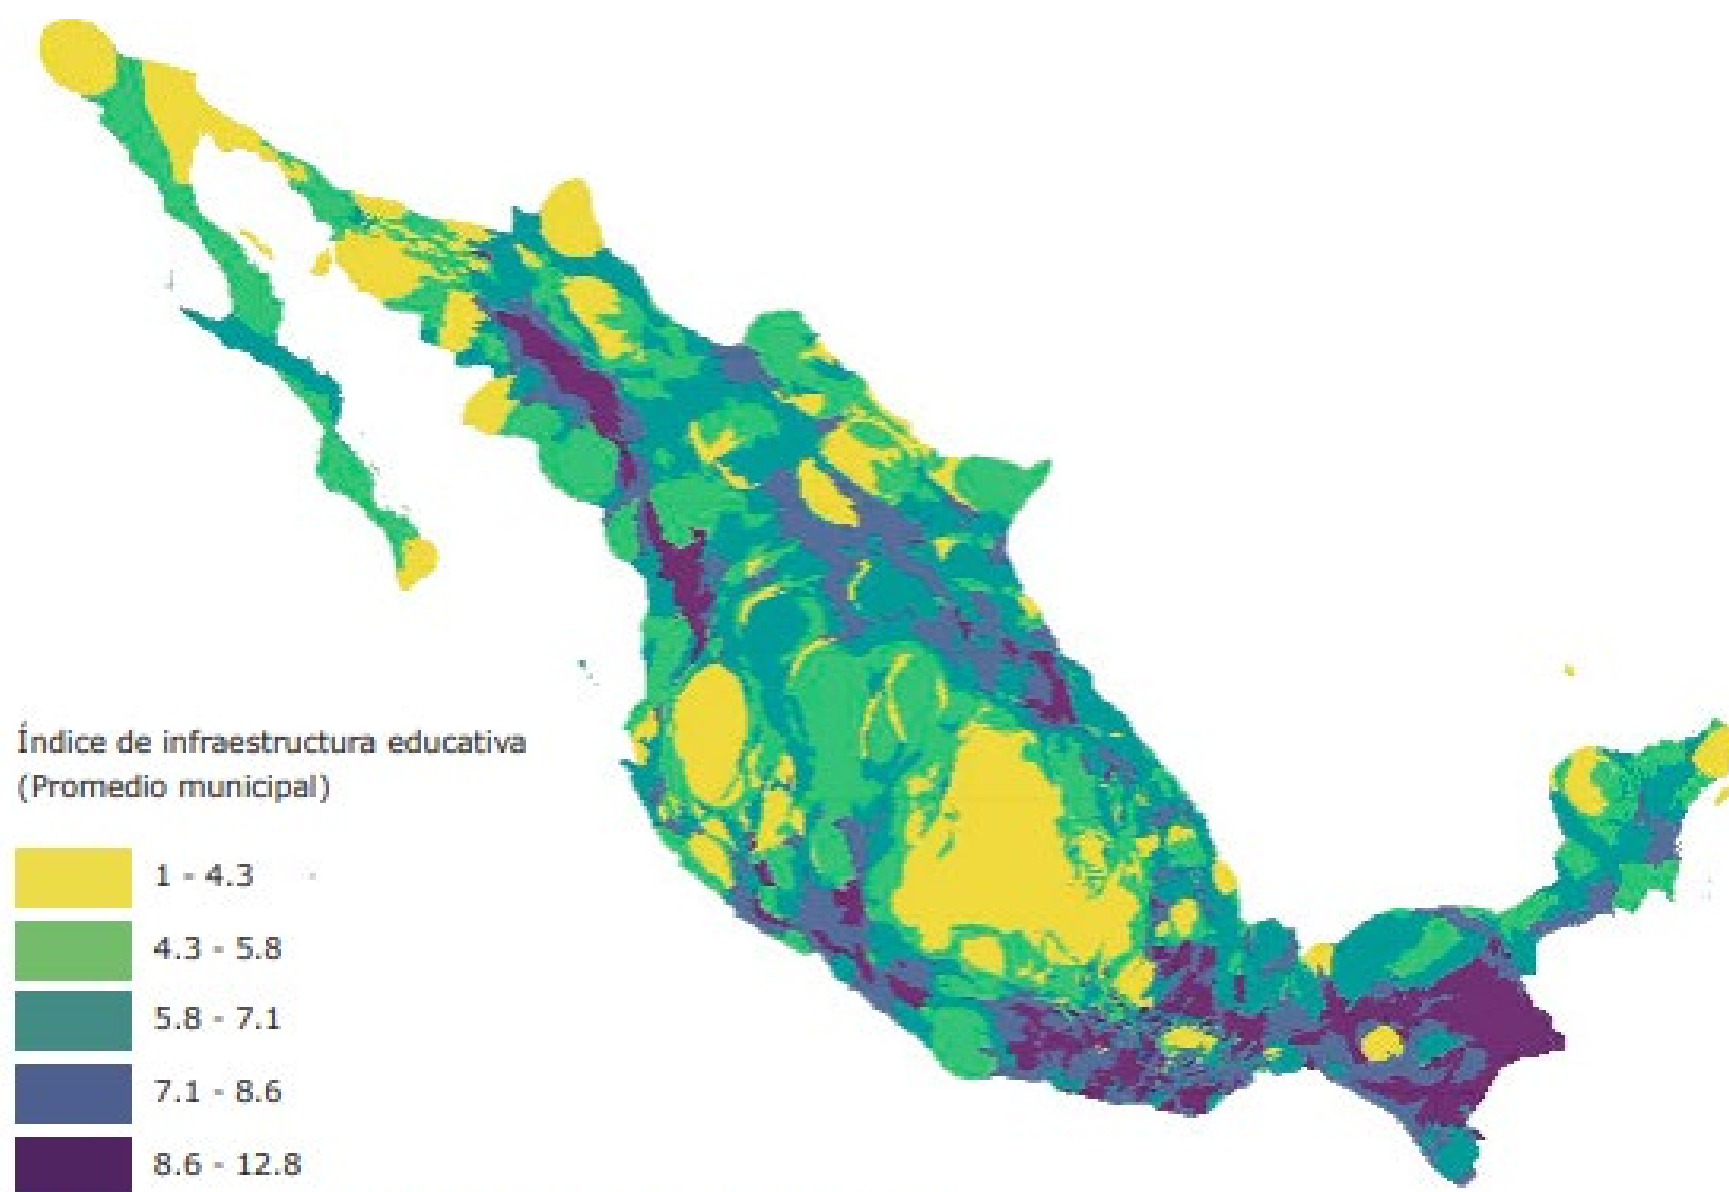 Índice de infraestructura educativa
(Promedio municipal)
1 - 4.3
4.3 - 5.8
5.8 - 7.1
7.1 - 8.6
8.6 - 12.8